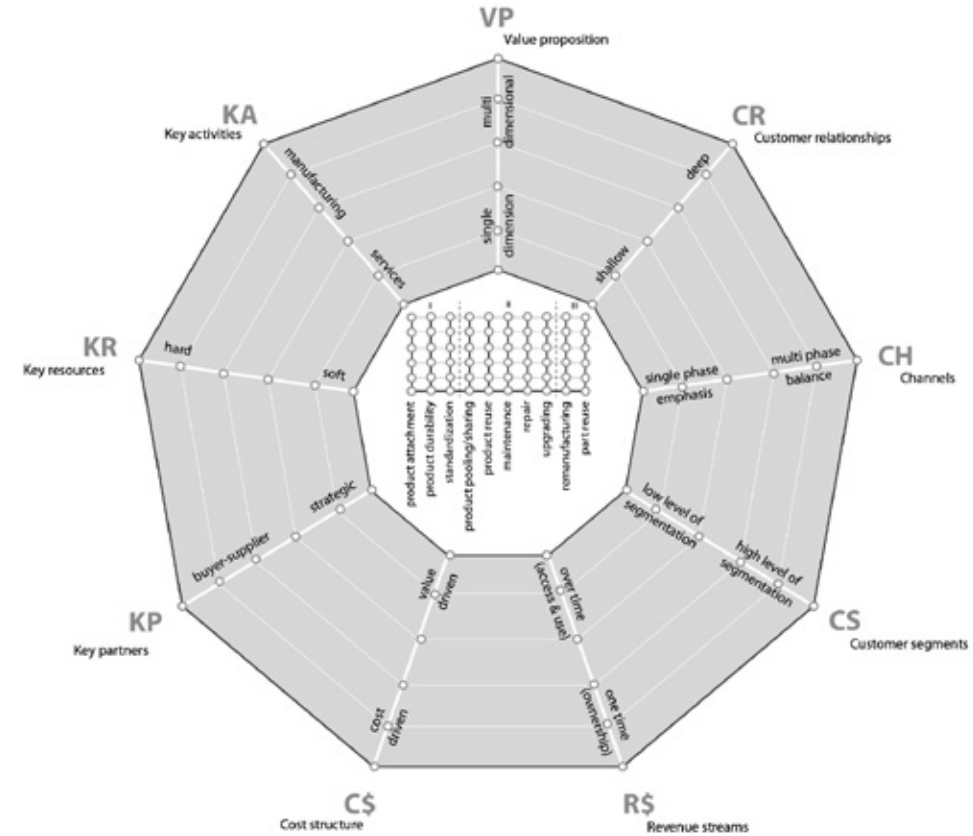 VP
Value proposition
KA
Key activities
CR
Customer relationships
multi
dimensional
single
dimension
manufacturing
services
deep
shallow
KR
Key resources
hard
soft
CH
Channels
multi phase
balance
single phase
emphasis
I
II
III
product attachment
product durability
standardization
product pooling/sharing
product reuse
maintenance
repair
upgrading
remanufacturing
part reuse
strategic
buyer-supplier
KP
Key partners
low level of
segmentation
high level of
segmentation
CS
Customer segments
value
driven
cost
driven
over time
(access & use)
one time
(ownership)
C$
Cost structure
R$
Revenue streams